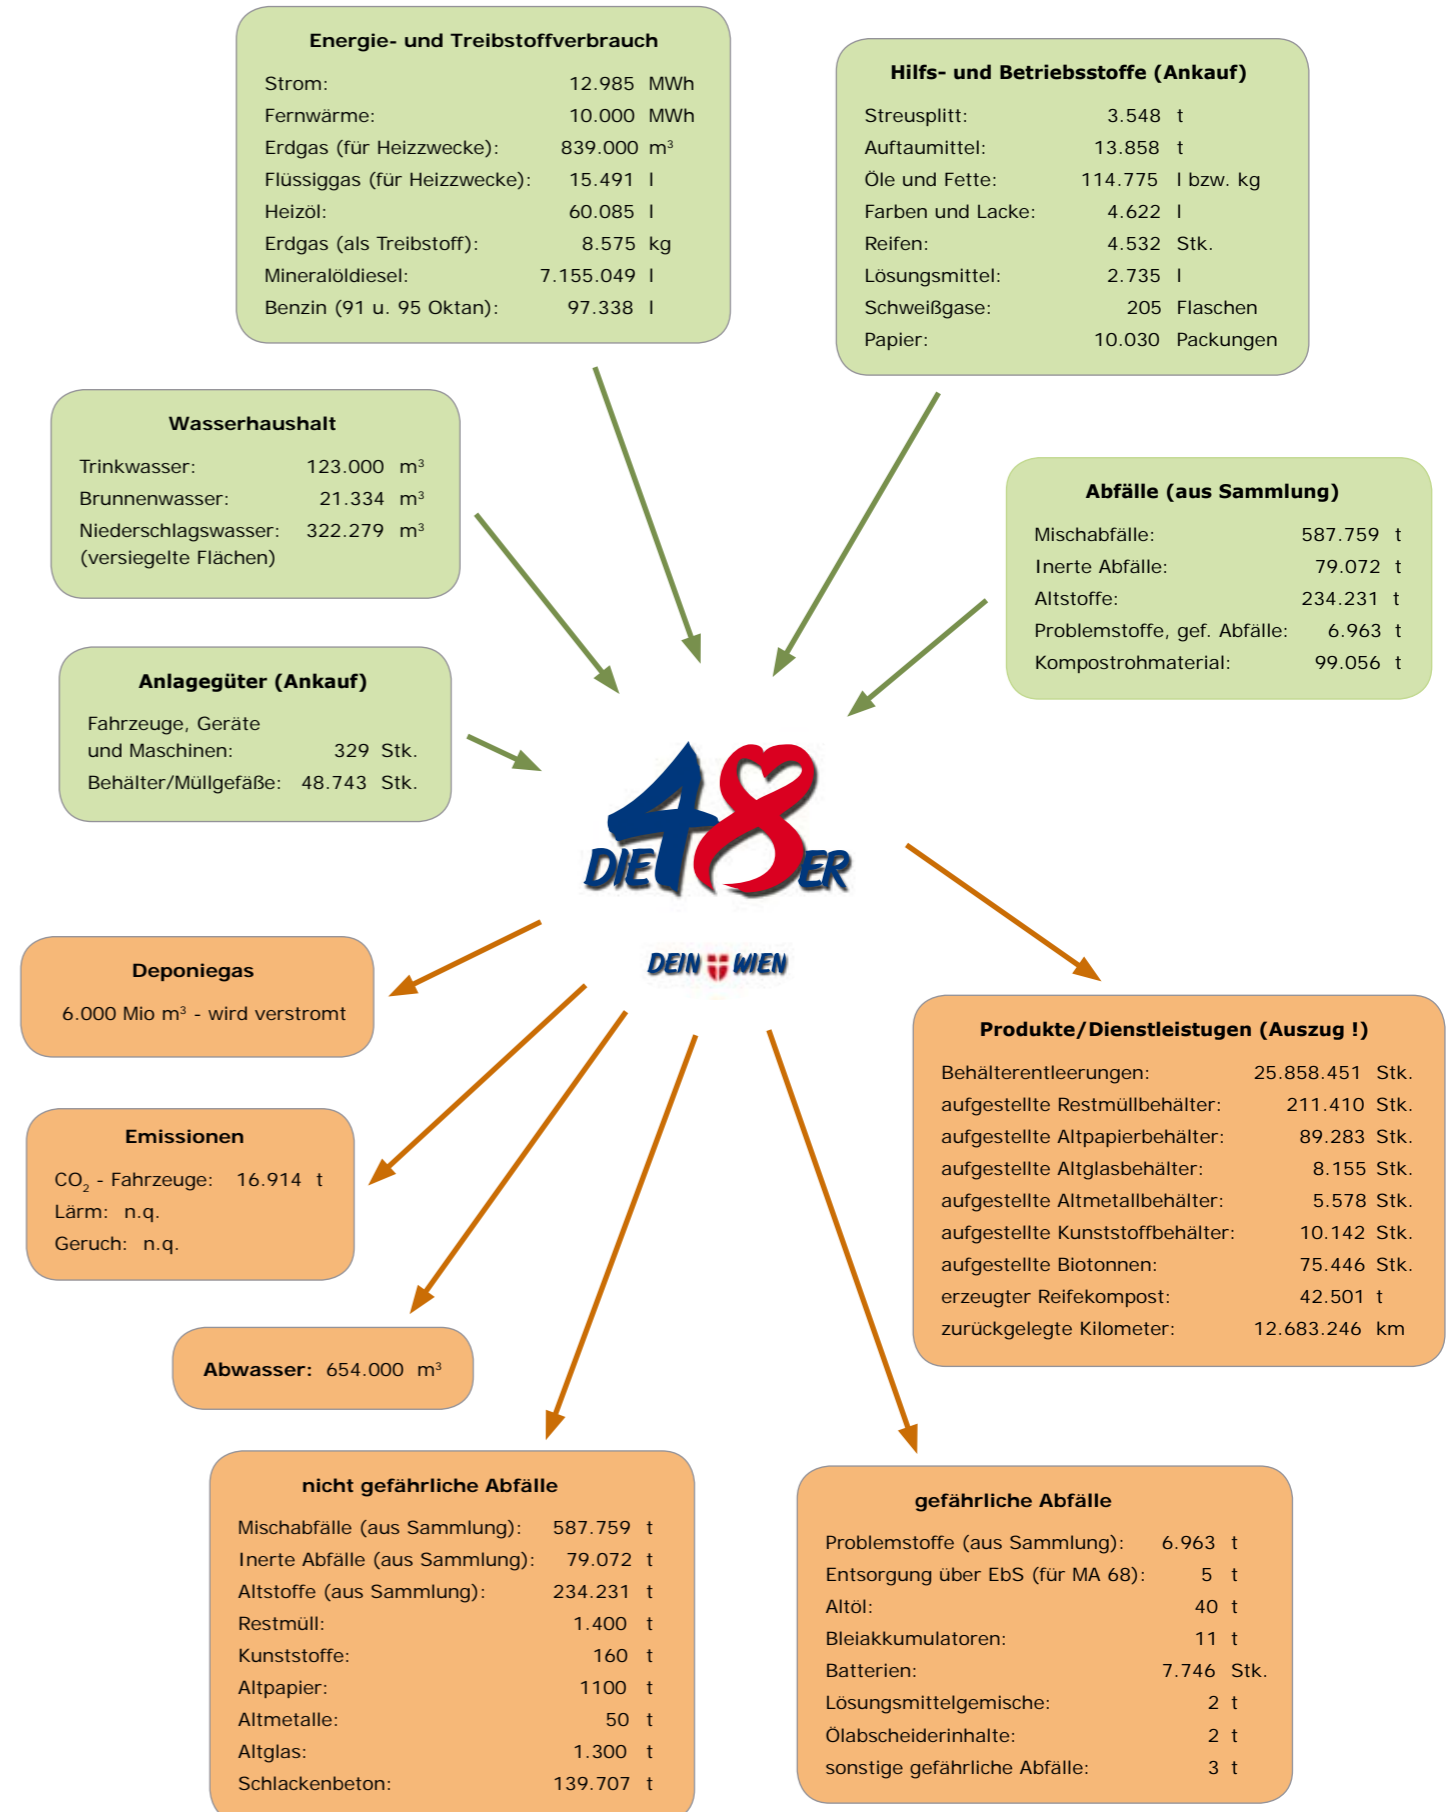 Energie- und Treibstoffverbrauch
Strom: 12.985 MWh
Fernwärme: 10.000 MWh
Erdgas (für Heizzwecke): 839.000 m³
Flüssiggas (für Heizzwecke): 15.491 l
Heizöl: 60.085 l
Erdgas (als Treibstoff): 8.575 kg
Mineralöldiesel: 7.155.049 l
Benzin (91 u. 95 Oktan): 97.338 l
Hilfs- und Betriebsstoffe (Ankauf)
Streusplitt: 3.548 t
Auftaumittel: 13.858 t
Öle und Fette: 114.775 l bzw. kg
Farben und Lacke: 4.622 l
Reifen: 4.532 Stk.
Lösungsmittel: 2.735 l
Schweißgase: 205 Flaschen
Papier: 10.030 Packungen
Wasserhaushalt
Trinkwasser: 123.000 m³
Brunnenwasser: 21.334 m³
Niederschlagswasser: 322.279 m³
(versiegelte Flächen)
Abfälle (aus Sammlung)
Mischabfälle: 587.759 t
Inerte Abfälle: 79.072 t
Altstoffe: 234.231 t
Problemstoffe, gef. Abfälle: 6.963 t
Kompostrohmaterial: 99.056 t
Anlagegüter (Ankauf)
Fahrzeuge, Geräte
und Maschinen: 329 Stk.
Behälter/Müllgefäße: 48.743 Stk.
DIE 48ER
DEIN WIEN
Deponiegas
6.000 Mio m³ - wird verstromt
Produkte/Dienstleistugen (Auszug !)
Behälterentleerungen: 25.858.451 Stk.
aufgestellte Restmüllbehälter: 211.410 Stk.
aufgestellte Altpapierbehälter: 89.283 Stk.
aufgestellte Altglasbehälter: 8.155 Stk.
aufgestellte Altmetallbehälter: 5.578 Stk.
aufgestellte Kunststoffbehälter: 10.142 Stk.
aufgestellte Biotonnen: 75.446 Stk.
erzeugter Reifekompost: 42.501 t
zurückgelegte Kilometer: 12.683.246 km
Emissionen
CO₂ - Fahrzeuge: 16.914 t
Lärm: n.q.
Geruch: n.q.
Abwasser: 654.000 m³
nicht gefährliche Abfälle
Mischabfälle (aus Sammlung): 587.759 t
Inerte Abfälle (aus Sammlung): 79.072 t
Altstoffe (aus Sammlung): 234.231 t
Restmüll: 1.400 t
Kunststoffe: 160 t
Altpapier: 1100 t
Altmetalle: 50 t
Altglas: 1.300 t
Schlackenbeton: 139.707 t
gefährliche Abfälle
Problemstoffe (aus Sammlung): 6.963 t
Entsorgung über EbS (für MA 68): 5 t
Altöl: 40 t
Bleiakkumulatoren: 11 t
Batterien: 7.746 Stk.
Lösungsmittelgemische: 2 t
Ölabscheiderinhalte: 2 t
sonstige gefährliche Abfälle: 3 t